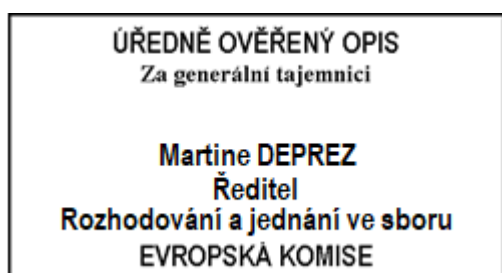 ÚŘEDNĚ OVĚŘENÝ OPIS
Za generální tajemnici
Martine DEPREZ
Ředitel
Rozhodování a jednání ve sboru
EVROPSKÁ KOMISE